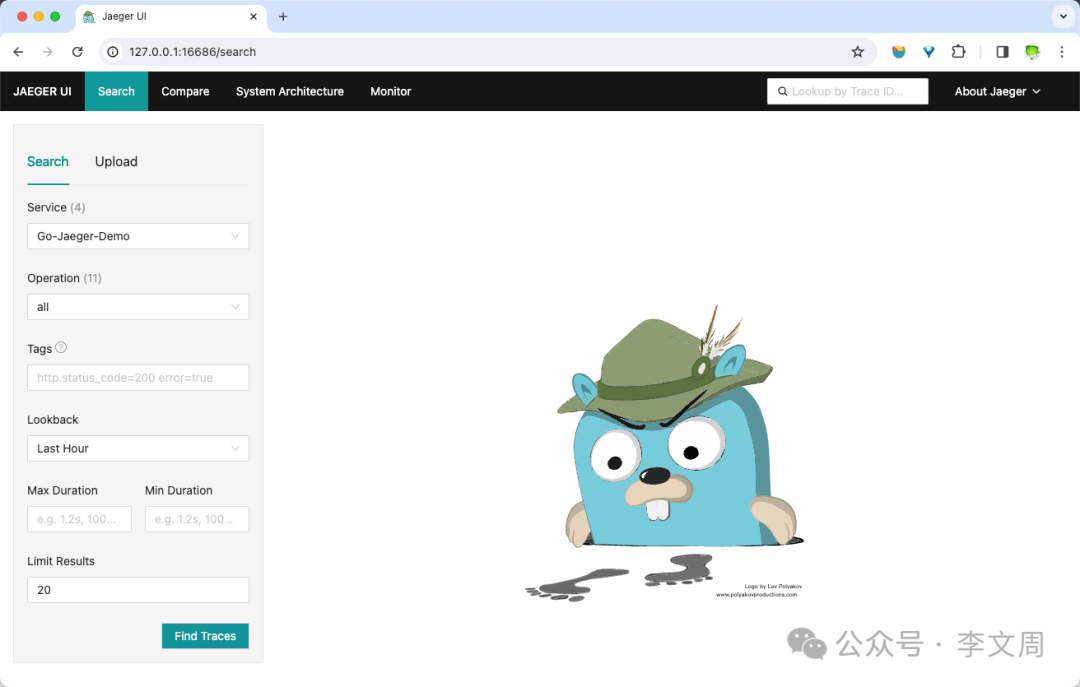 Jaeger UI
127.0.0.1:16686/search
JAEGER UI Search Compare System Architecture Monitor Lookup by Trace ID... About Jaeger
Search Upload
Service (4)
Go-Jaeger-Demo
Operation (11)
all
Tags
http.status_code=200 error=true
Lookback
Last Hour
Max Duration Min Duration
e.g. 1.2s, 100... e.g. 1.2s, 100...
Limit Results
20
Find Traces
Logo by Lev Polyakov
www.polyakovproductions.com
公众号 · 李文周